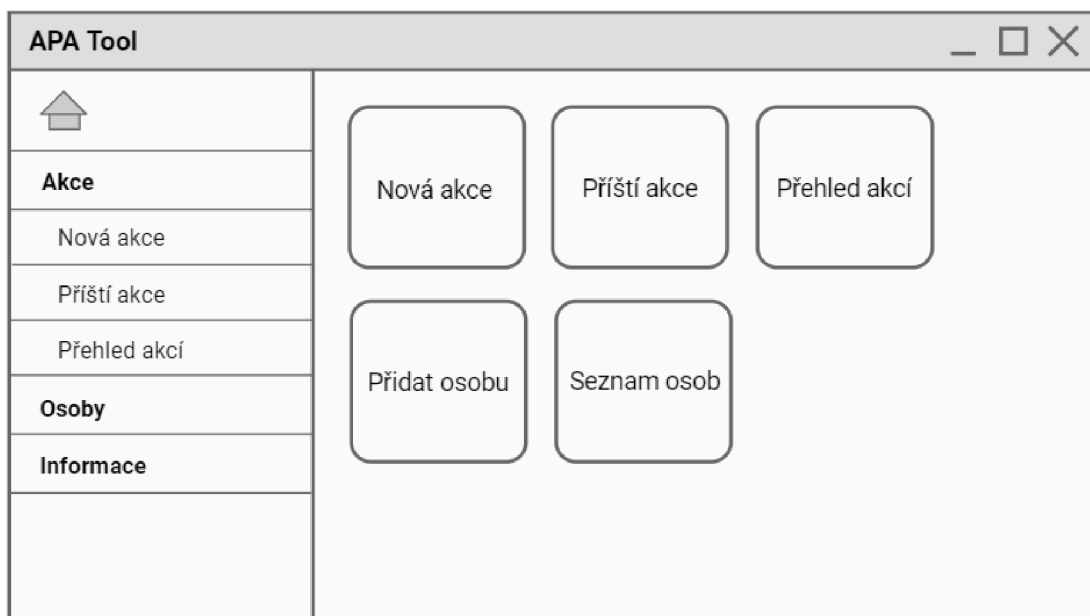 APA Tool
Akce
Nová akce
Příští akce
Přehled akcí
Osoby
Informace
Nová akce
Příští akce
Přehled akcí
Přidat osobu
Seznam osob